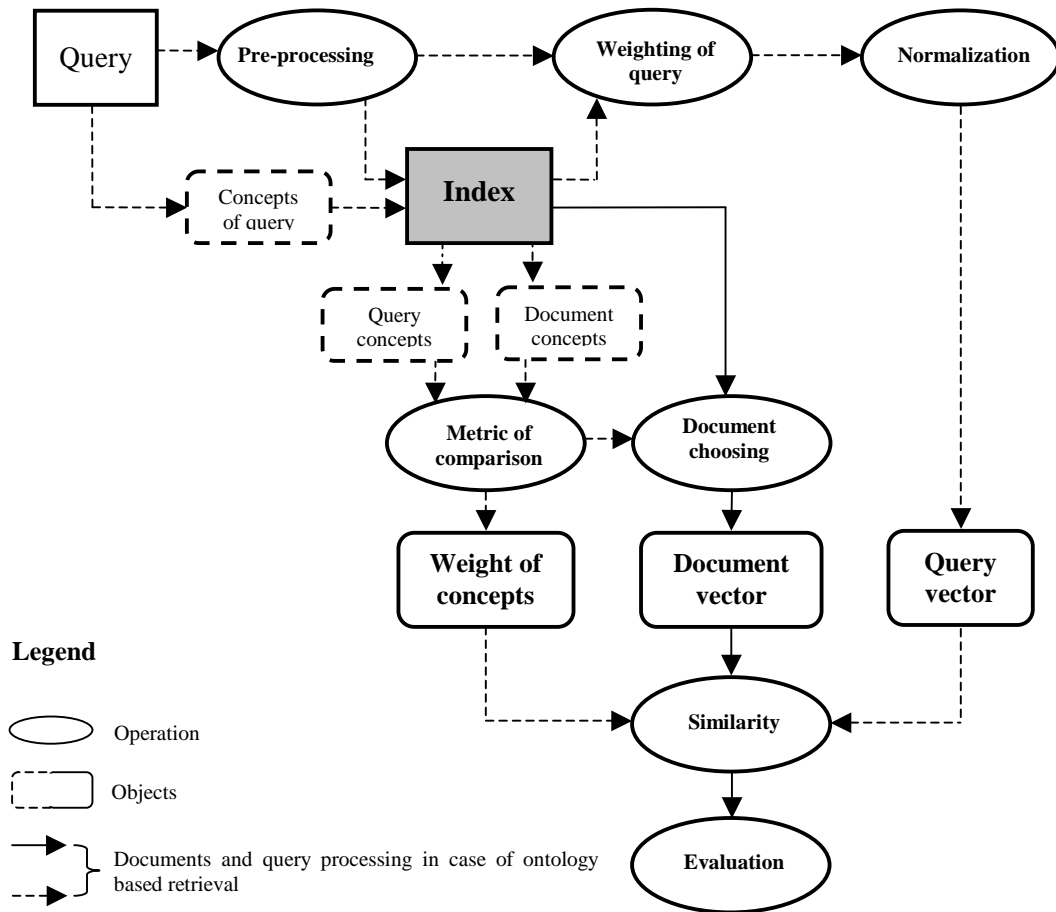 Query
Pre-processing
Weighting of
query
Normalization
Index
Concepts
of query
Query
concepts
Document
concepts
Metric of
comparison
Document
choosing
Weight of
concepts
Document
vector
Query
vector
Legend
Similarity
Operation
Objects
Evaluation
Documents and query processing in case of ontology
based retrieval